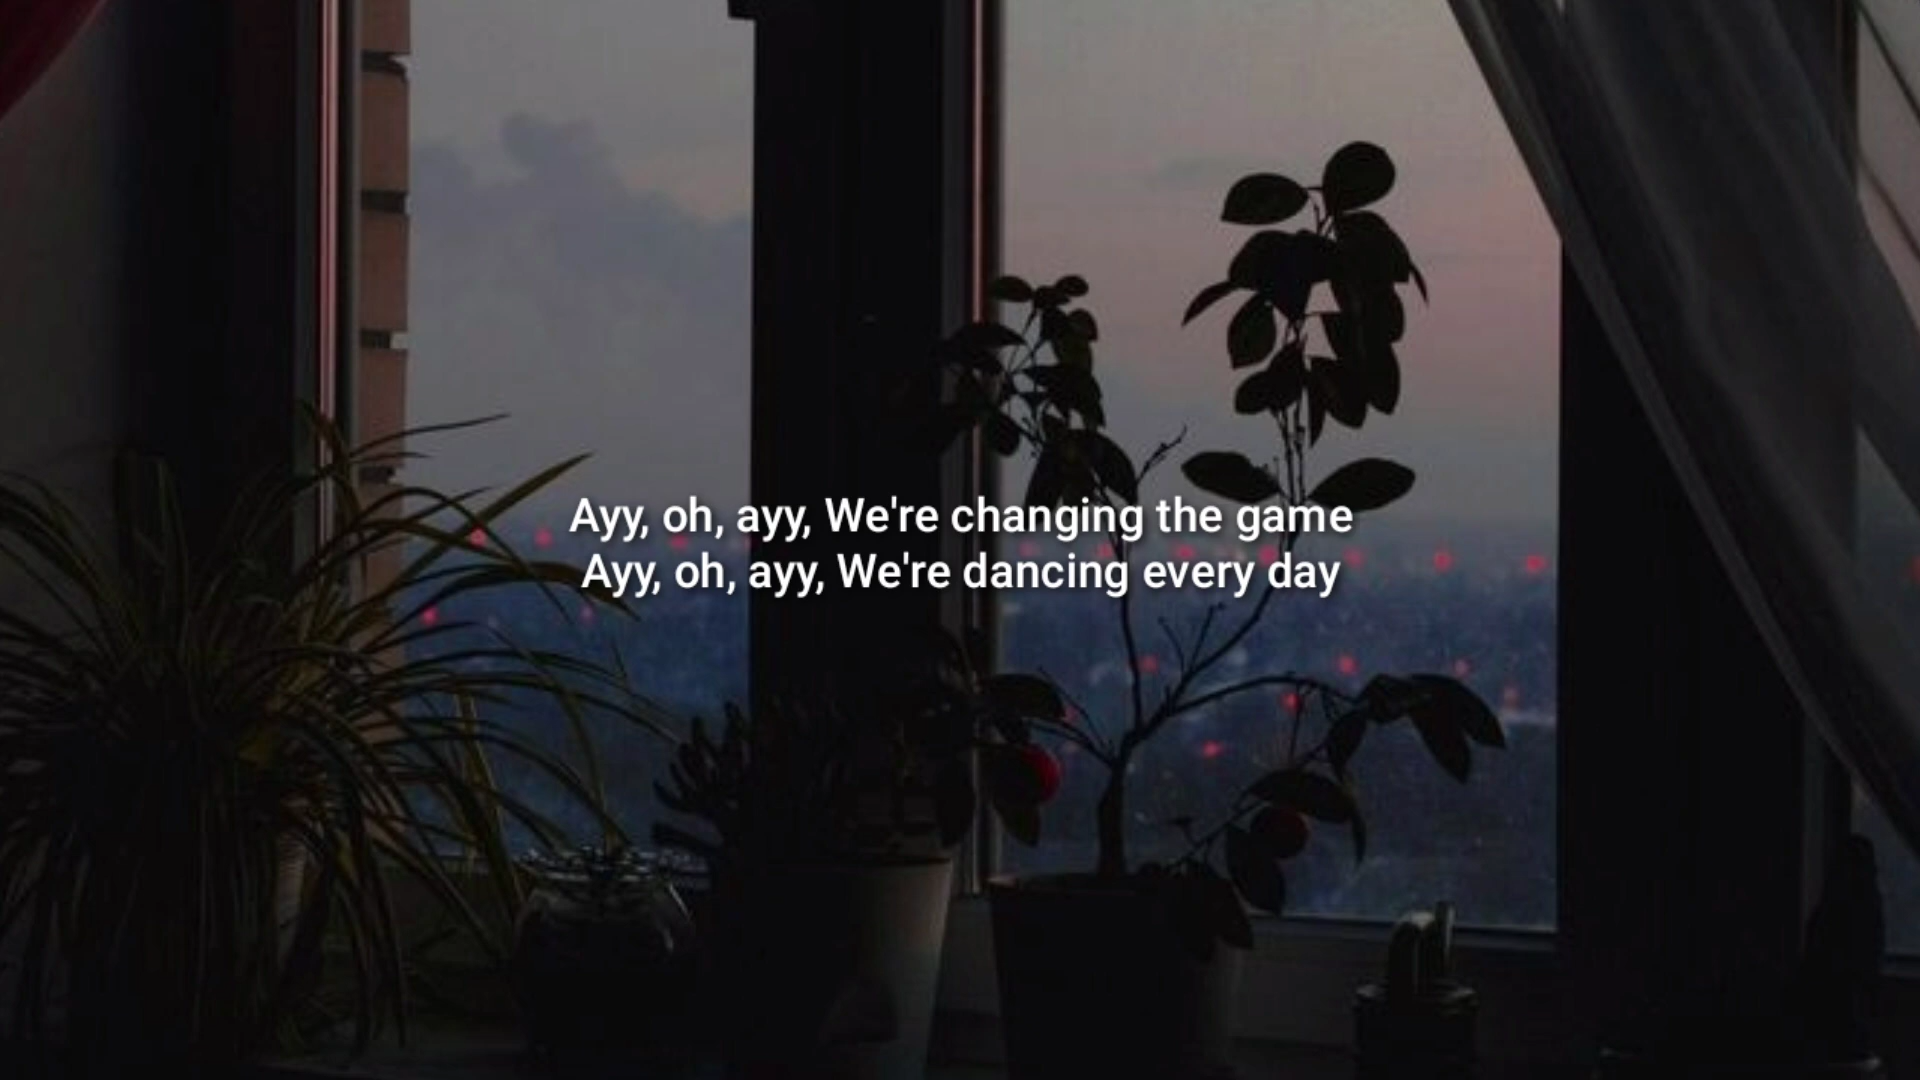 Ayy, oh, ayy, We're changing the game
Ayy, oh, ayy, We're dancing every day